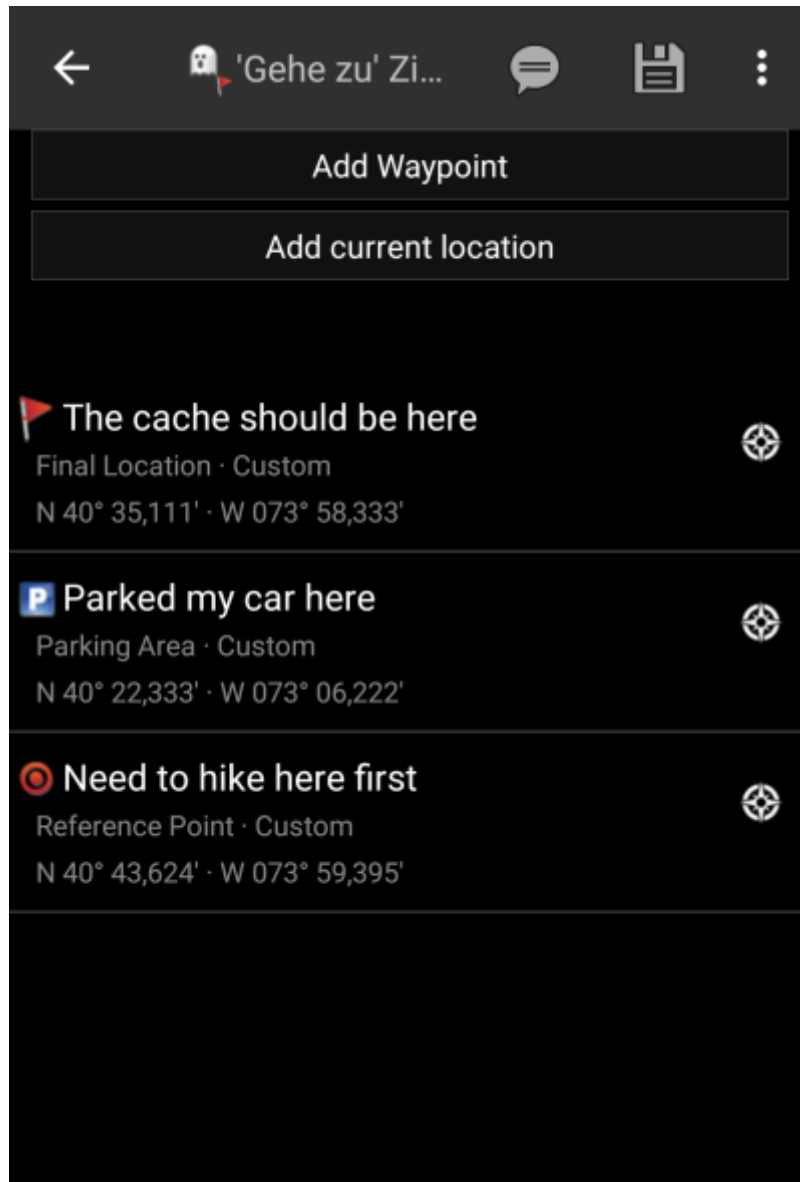 'Gehe zu' Zi...
Add Waypoint
Add current location
The cache should be here
Final Location · Custom
N 40° 35,111' · W 073° 58,333'
P Parked my car here
Parking Area · Custom
N 40° 22,333' · W 073° 06,222'
Need to hike here first
Reference Point · Custom
N 40° 43,624' · W 073° 59,395'